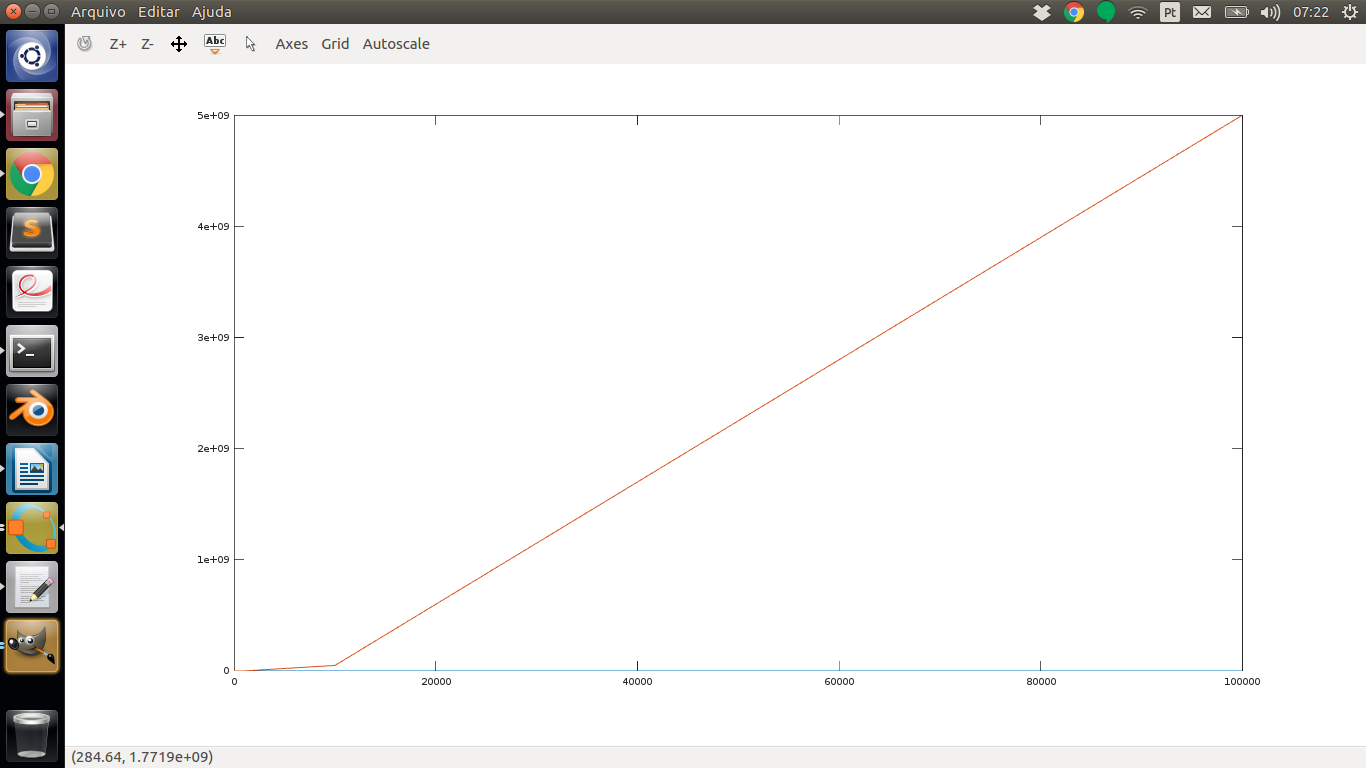 Arquivo Editar Ajuda Pt 07:22
Z+ Z- Abc Axes Grid Autoscale
5e+09
4e+09
3e+09
2e+09
1e+09
0
0 20000 40000 60000 80000 100000
(284.64, 1.7719e+09)